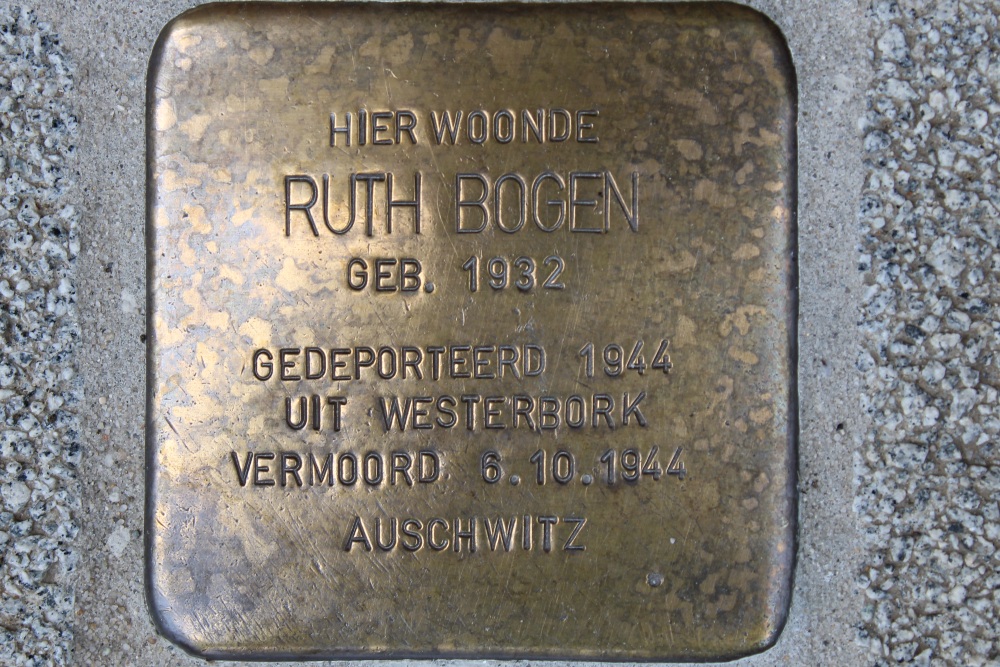 HIER WOONDE
RUTH BOGEN
GEB. 1932
GEDEPORTEERD 1944
UIT WESTERBORK
VERMOORD 6.10.1944
AUSCHWITZ